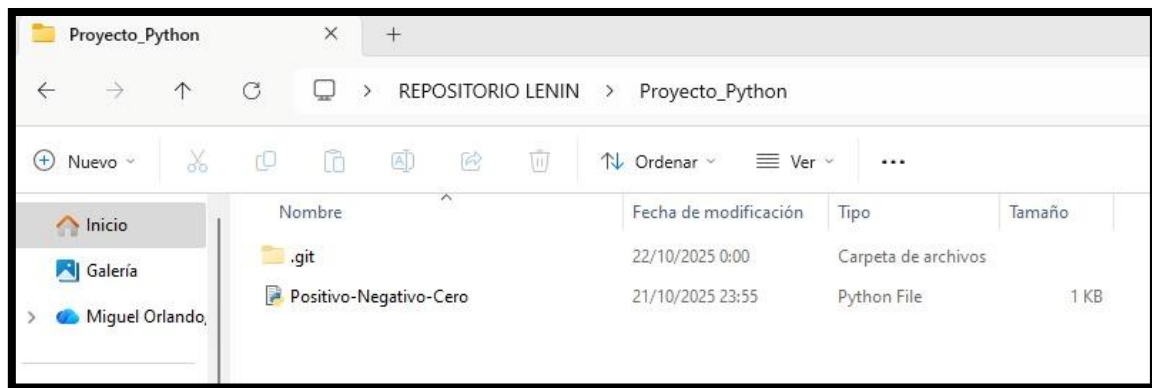 Proyecto_Python
REPOSITORIO LENIN > Proyecto_Python
Nuevo Ordenar Ver ...
Nombre Fecha de modificación Tipo Tamaño
Inicio
.git 22/10/2025 0:00 Carpeta de archivos
Galería
Positivo-Negativo-Cero 21/10/2025 23:55 Python File 1 KB
Miguel Orlando,